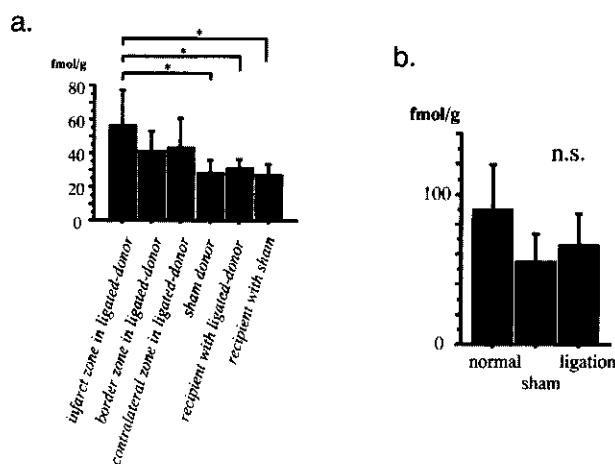 a.
*
*
*
fmol/g
80
60
40
20
0
infarct zone in ligated-donor
border zone in ligated-donor
contralateral zone in ligated-donor
sham donor
recipient with ligated-donor
recipient with sham
b.
fmol/g
n.s.
100
0
normal
ligation
sham